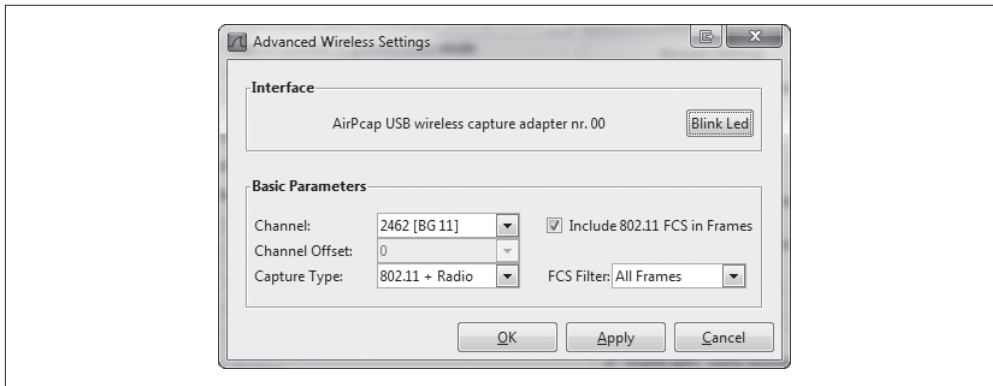 Advanced Wireless Settings
Interface
AirPcap USB wireless capture adapter nr. 00
Blink Led
Basic Parameters
Channel: 2462 [BG 11]
Include 802.11 FCS in Frames
Channel Offset: 0
Capture Type: 802.11 + Radio
FCS Filter: All Frames
OK
Apply
Cancel